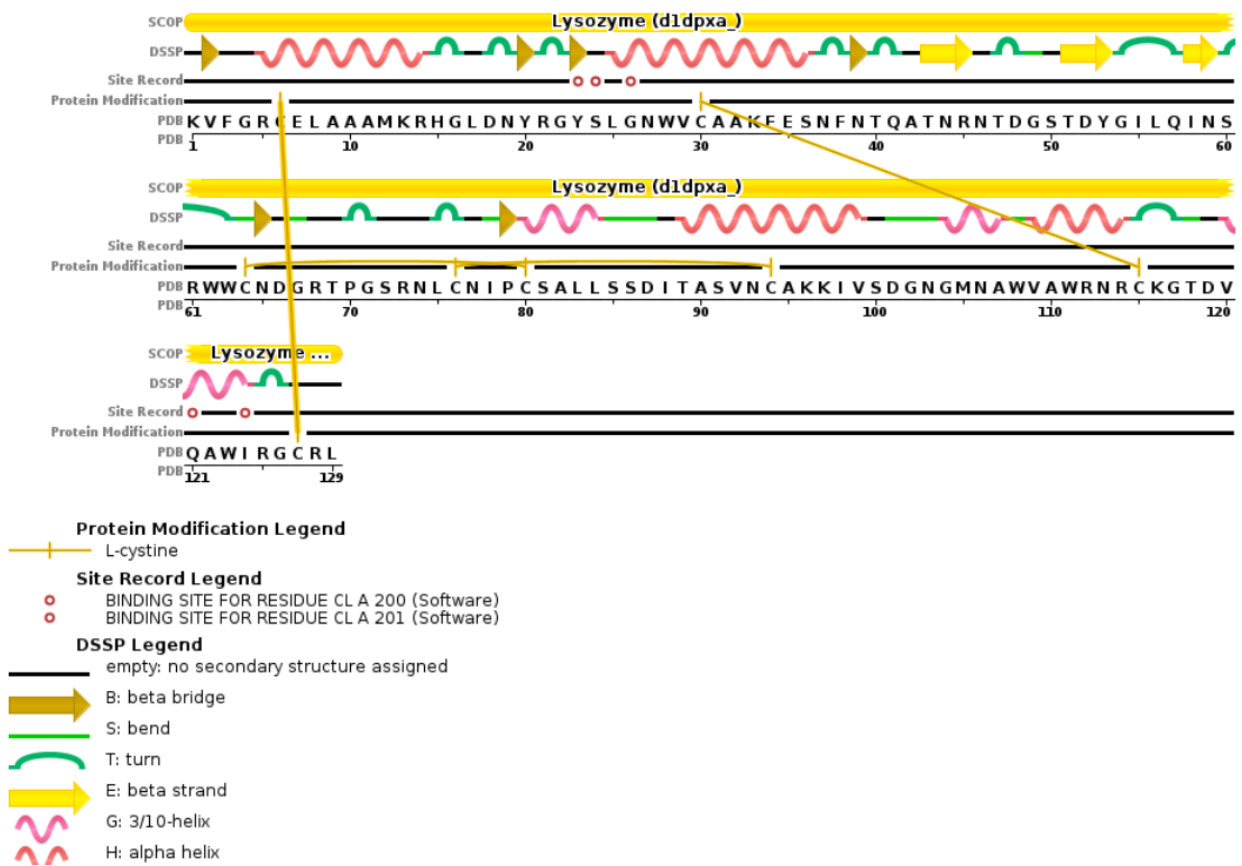 SCOP Lysozyme (d1dpxa_)
DSSP
Site Record
Protein Modification
PDB KVFGRCELAAAMKRHGLDNYRGYSLGNWVCAAKFESNFNTQATNRNTDGSTDYGILQINS
PDB 1 10 20 30 40 50 60
SCOP Lysozyme (d1dpxa_)
DSSP
Site Record
Protein Modification
PDB RWWCNDGRTPGSRNLCNIPCSALLSSDITASVNCAKKIVSDGNGMNAWVAWRNRCKGTDV
PDB 61 70 80 90 100 110 120
SCOP Lysozyme ...
DSSP
Site Record
Protein Modification
PDB QAWIRGCRL
PDB 121 129
Protein Modification Legend
L-cystine
Site Record Legend
BINDING SITE FOR RESIDUE CL A 200 (Software)
BINDING SITE FOR RESIDUE CL A 201 (Software)
DSSP Legend
empty: no secondary structure assigned
B: beta bridge
S: bend
T: turn
E: beta strand
G: 3/10-helix
H: alpha helix